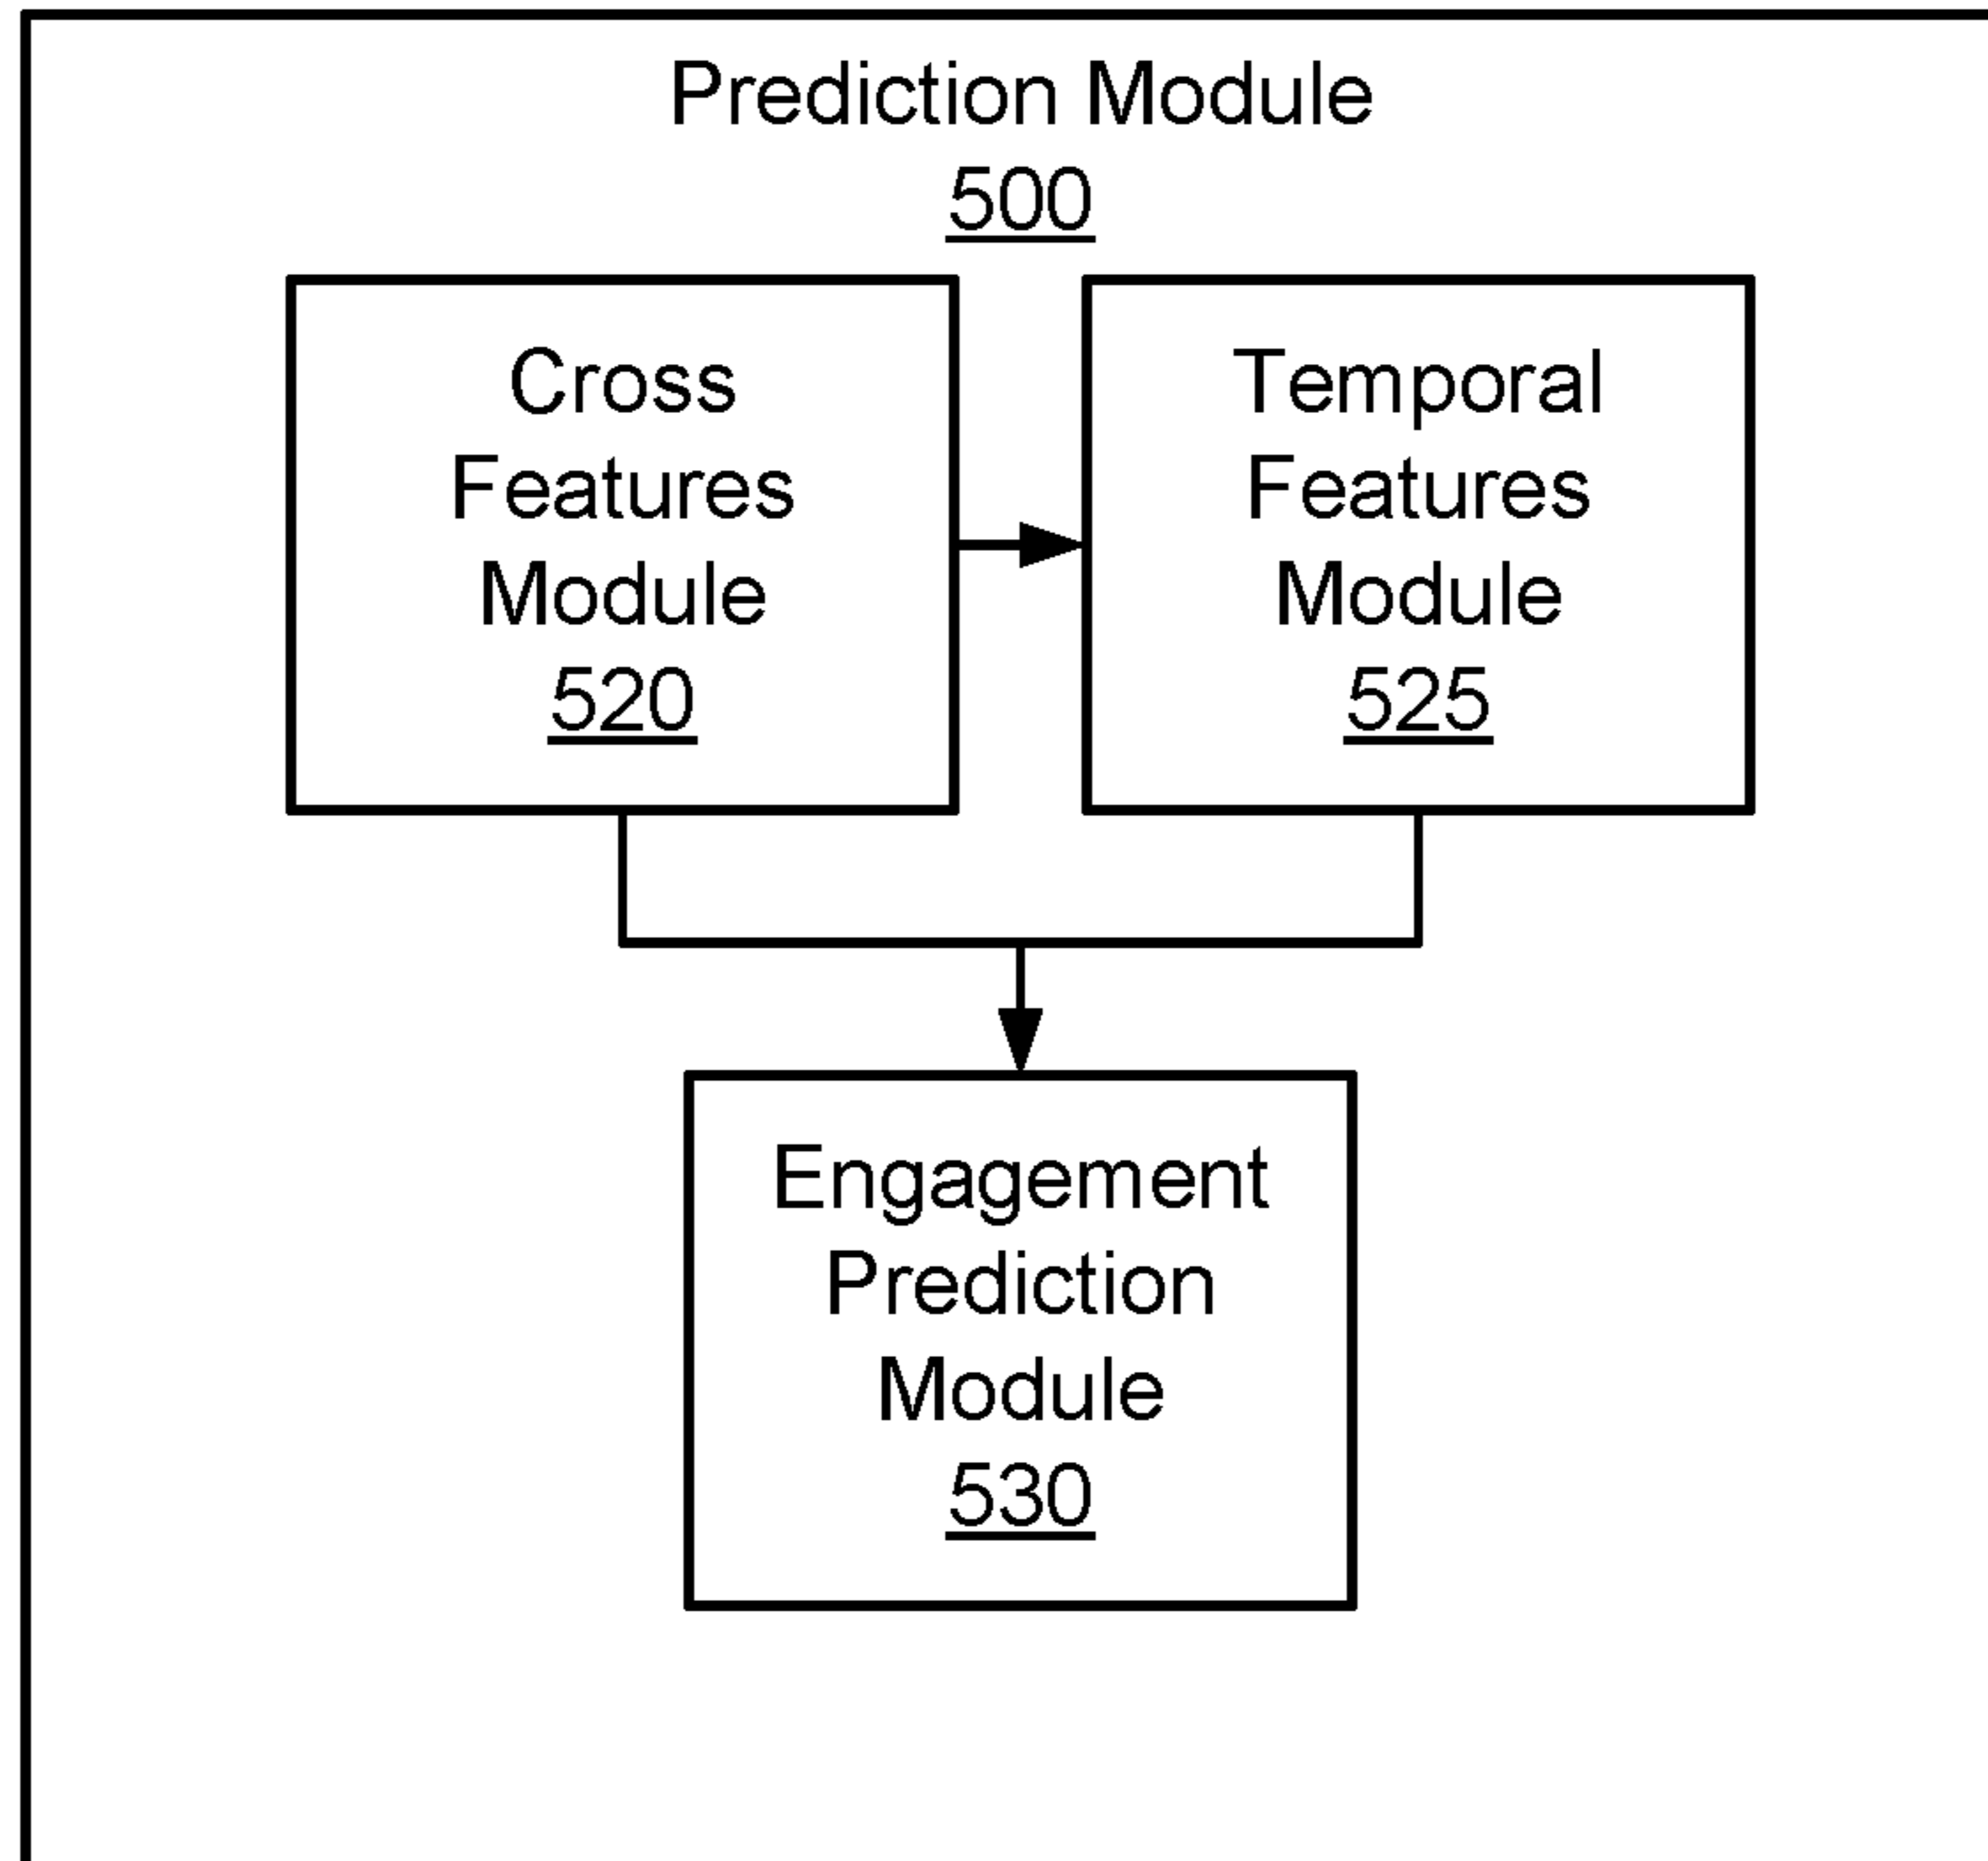 Prediction Module
500
Cross
Features
Module
520
Temporal
Features
Module
525
Engagement
Prediction
Module
530